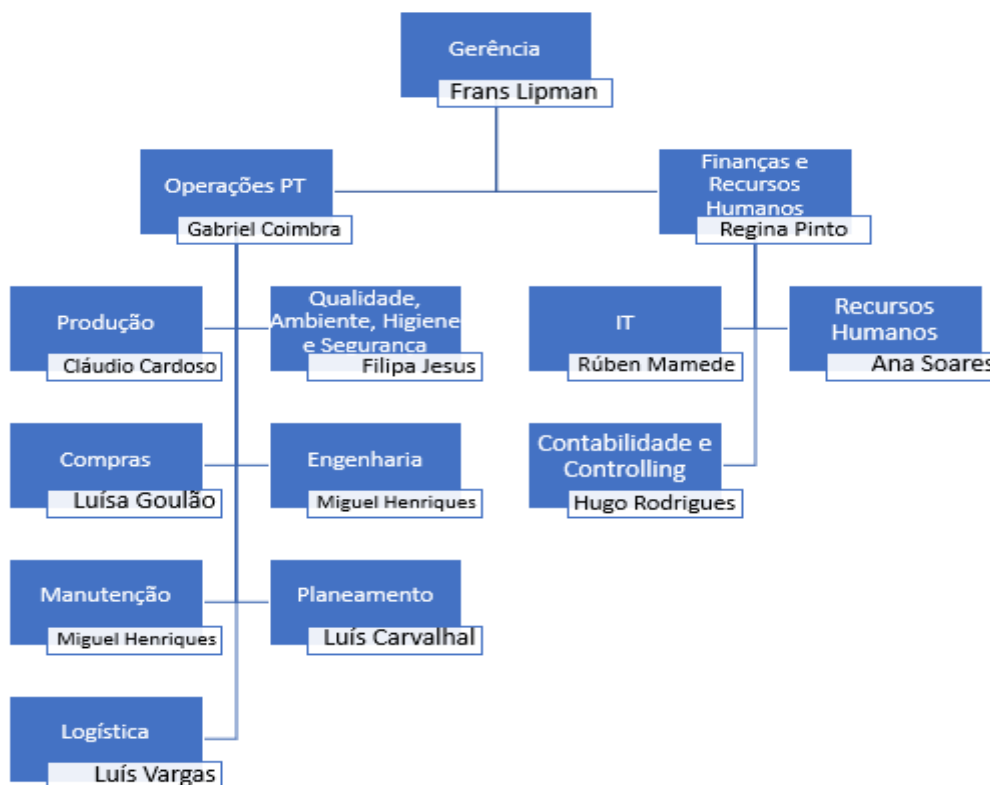 Gerência
Frans Lipman
Operações PT
Gabriel Coimbra
Finanças e
Recursos
Humanos
Regina Pinto
Produção
Cláudio Cardoso
Qualidade,
Ambiente, Higiene
e Segurança
Filipa Jesus
IT
Rúben Mamede
Recursos
Humanos
Ana Soares
Compras
Luísa Goulão
Engenharia
Miguel Henriques
Contabilidade e
Controlling
Hugo Rodrigues
Manutenção
Miguel Henriques
Planeamento
Luís Carvalhal
Logística
Luís Vargas